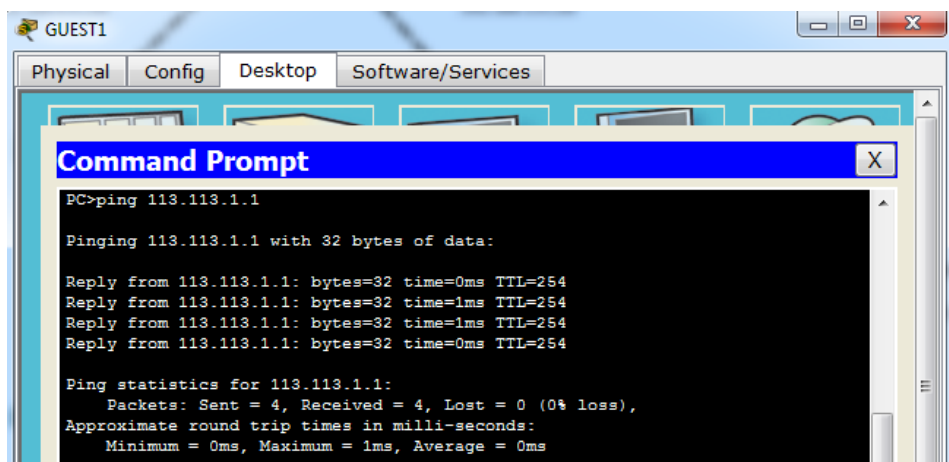 GUEST1
Physical Config Desktop Software/Services
Command Prompt X
PC>ping 113.113.1.1
Pinging 113.113.1.1 with 32 bytes of data:
Reply from 113.113.1.1: bytes=32 time=0ms TTL=254
Reply from 113.113.1.1: bytes=32 time=1ms TTL=254
Reply from 113.113.1.1: bytes=32 time=1ms TTL=254
Reply from 113.113.1.1: bytes=32 time=0ms TTL=254
Ping statistics for 113.113.1.1:
Packets: Sent = 4, Received = 4, Lost = 0 (0% loss),
Approximate round trip times in milli-seconds:
Minimum = 0ms, Maximum = 1ms, Average = 0ms